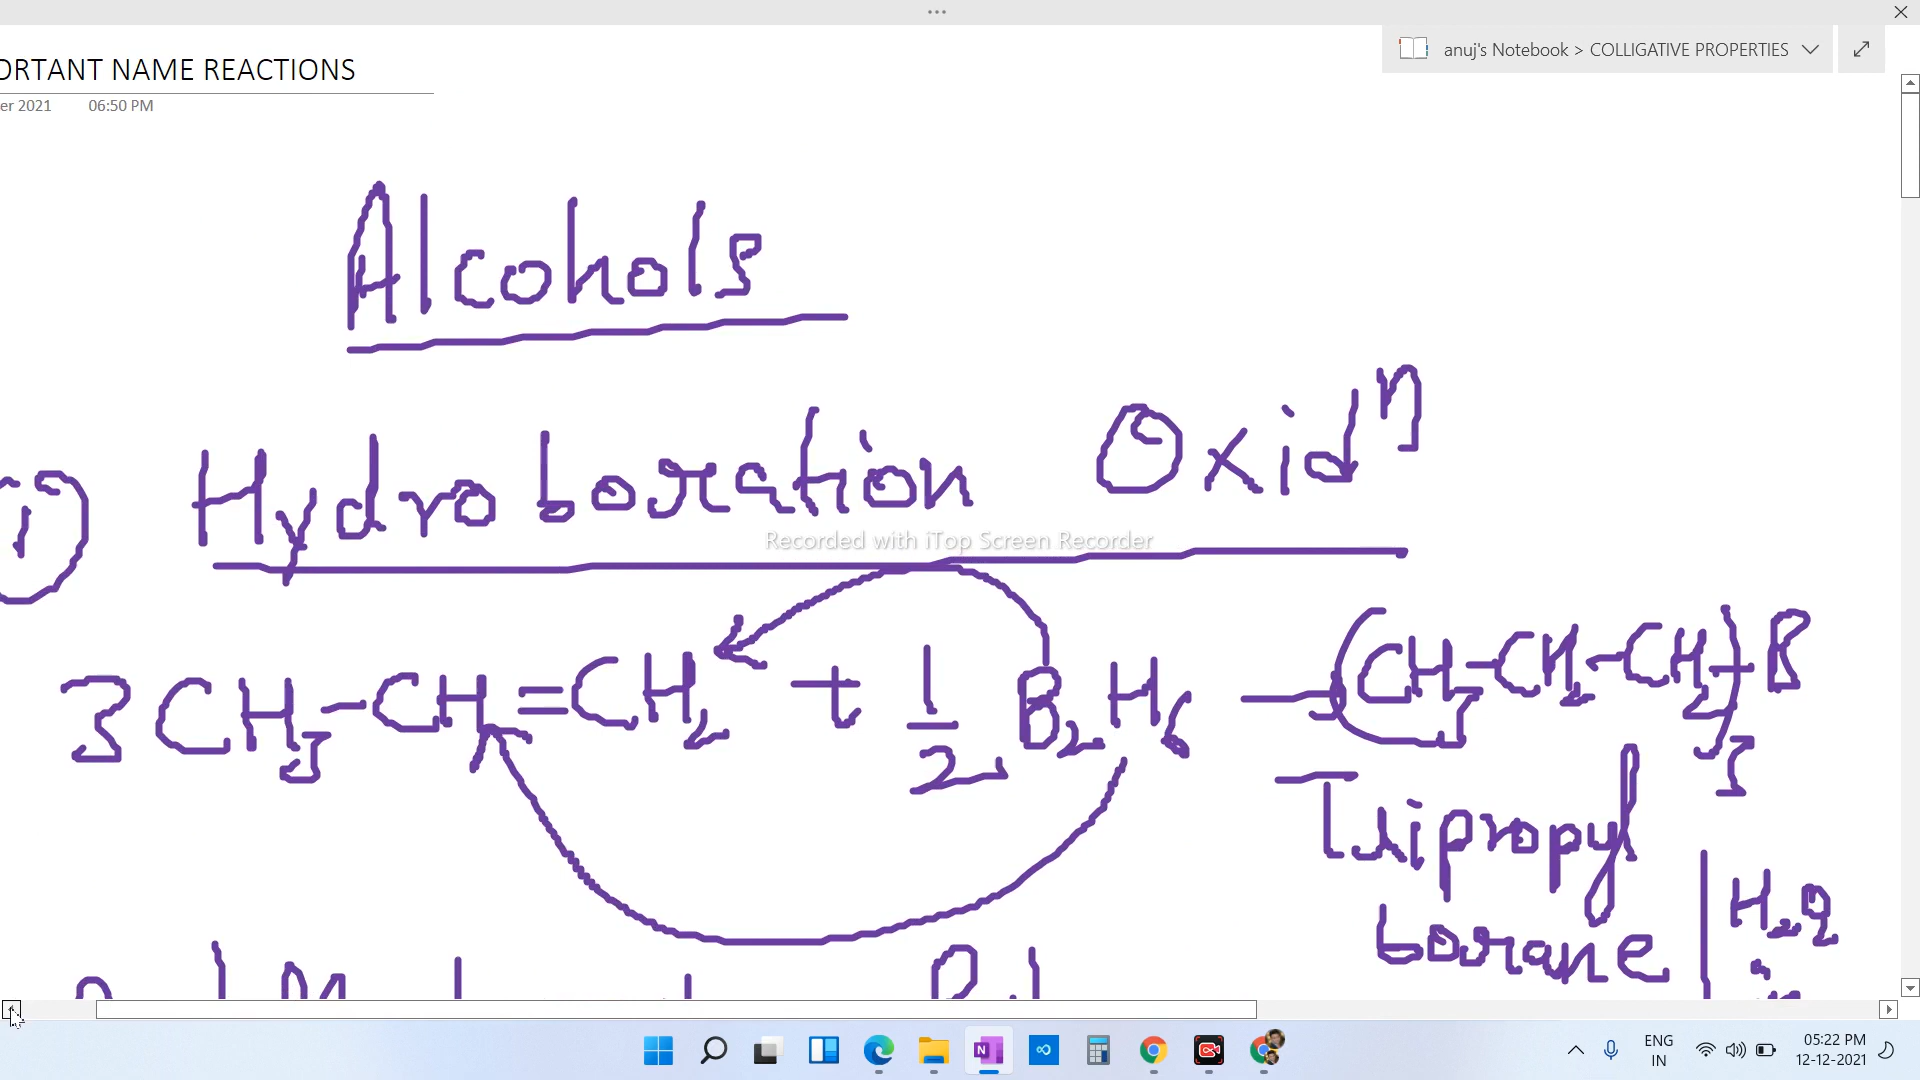 anuj's Notebook > COLLIGATIVE PROPERTIES
ORTANT NAME REACTIONS
er 2021 06:50 PM
Alcohols
1 Hydroboration Oxidⁿ
Recorded with iTop Screen Recorder
3CH₃-CH=CH₂ + 1/2 B₂H₆ → (CH₃-CH₂-CH₂)₃-B
Tripropyl
borane
H₂O₂
ENG
IN
05:22 PM
12-12-2021